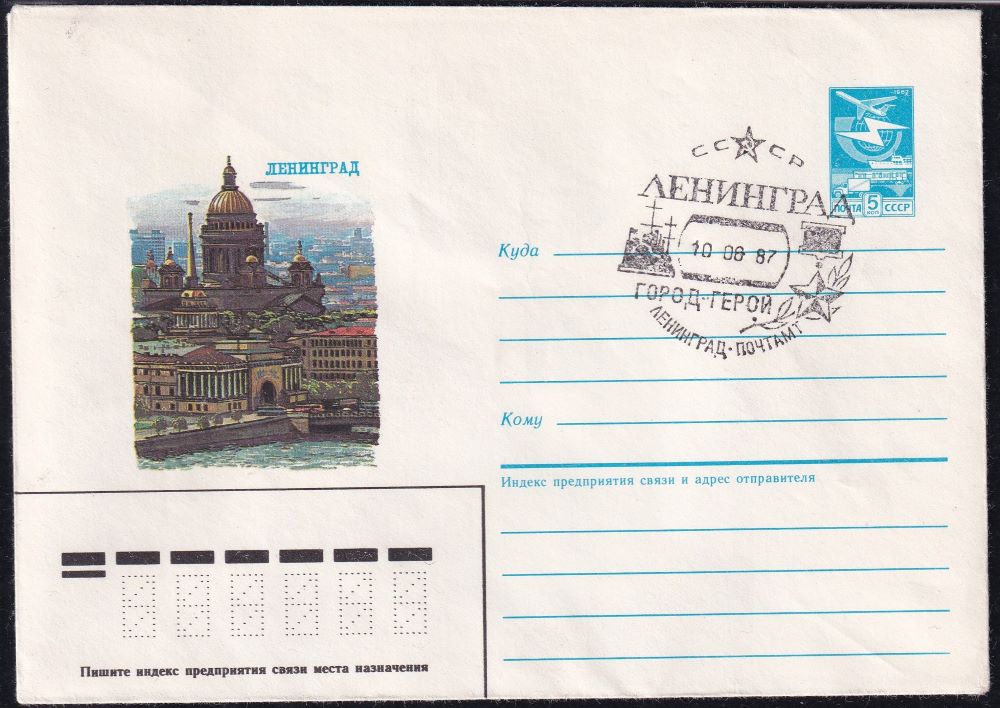 ЛЕНИНГРАД
1982
ПОЧТА 5 КОП СССР
СССР
ЛЕНИНГРАД
10 06 87
ГОРОД-ГЕРОЙ
ЛЕНИНГРАД·ПОЧТАМТ
Куда
Кому
Индекс предприятия связи и адрес отправителя
Пишите индекс предприятия связи места назначения